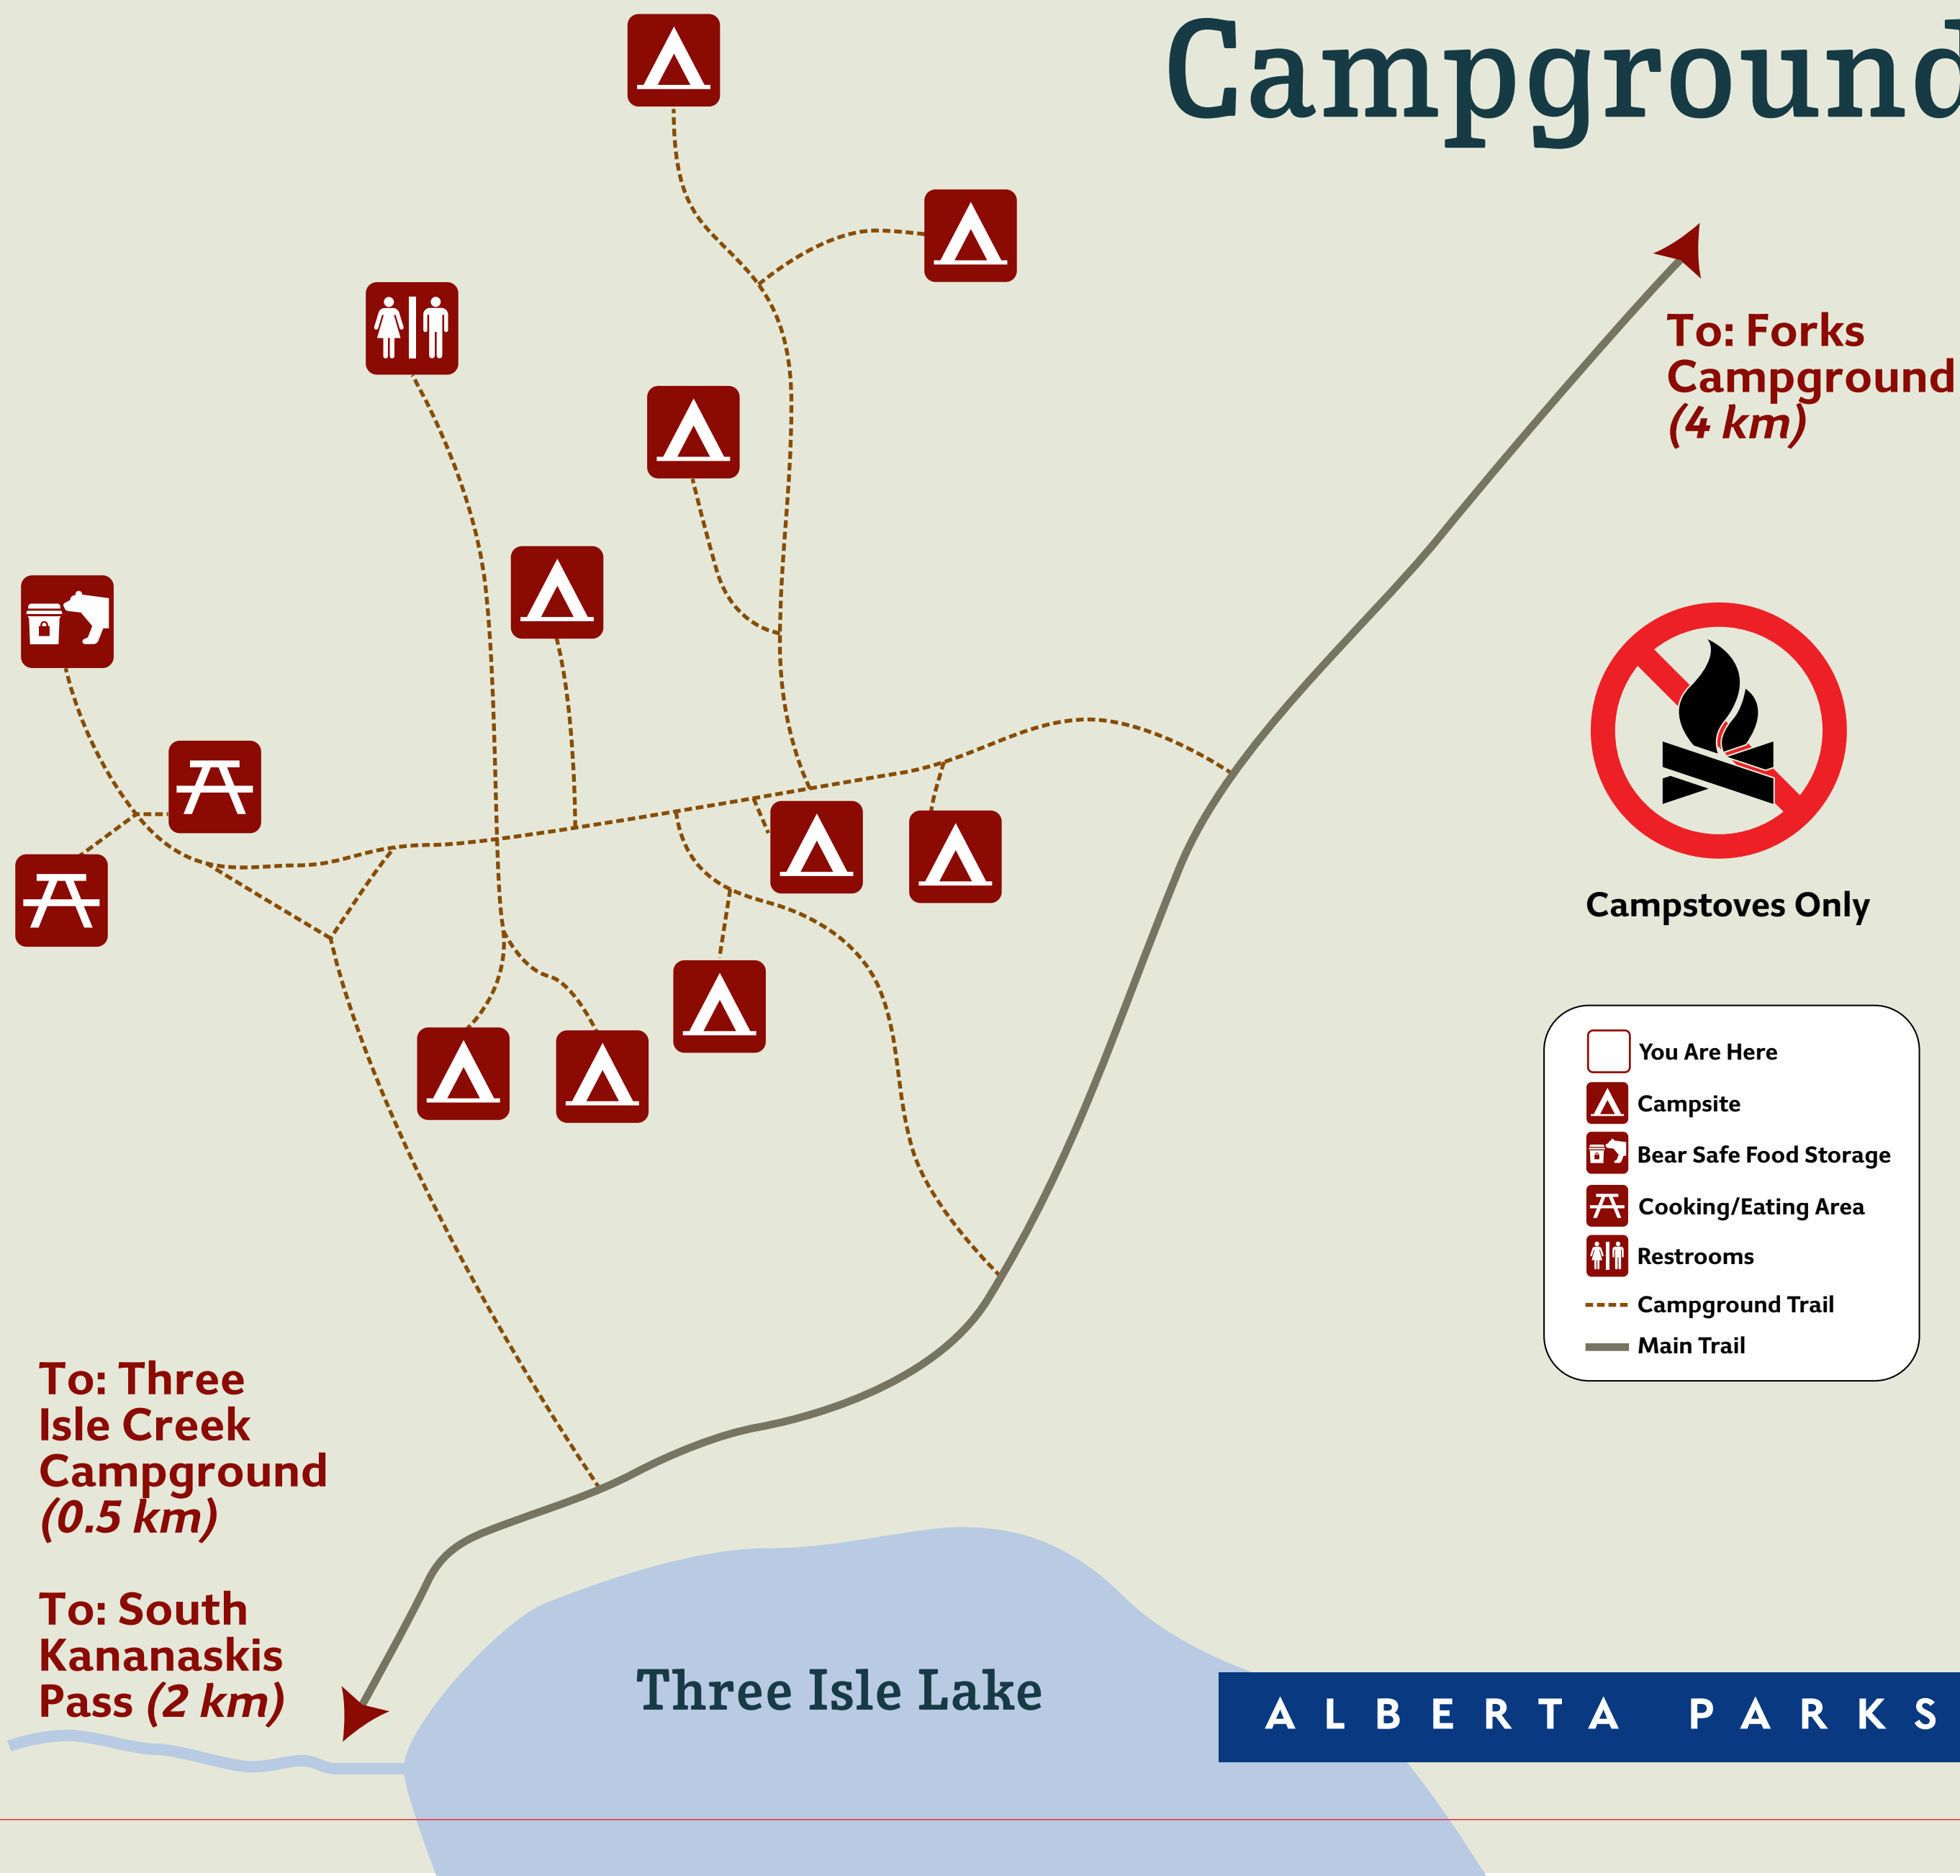 Campground
To: Forks
Campground
(4 km)
Campstoves Only
You Are Here
Campsite
Bear Safe Food Storage
Cooking/Eating Area
Restrooms
Campground Trail
Main Trail
To: Three
Isle Creek
Campground
(0.5 km)
To: South
Kananaskis
Pass (2 km)
Three Isle Lake
ALBERTA PARKS